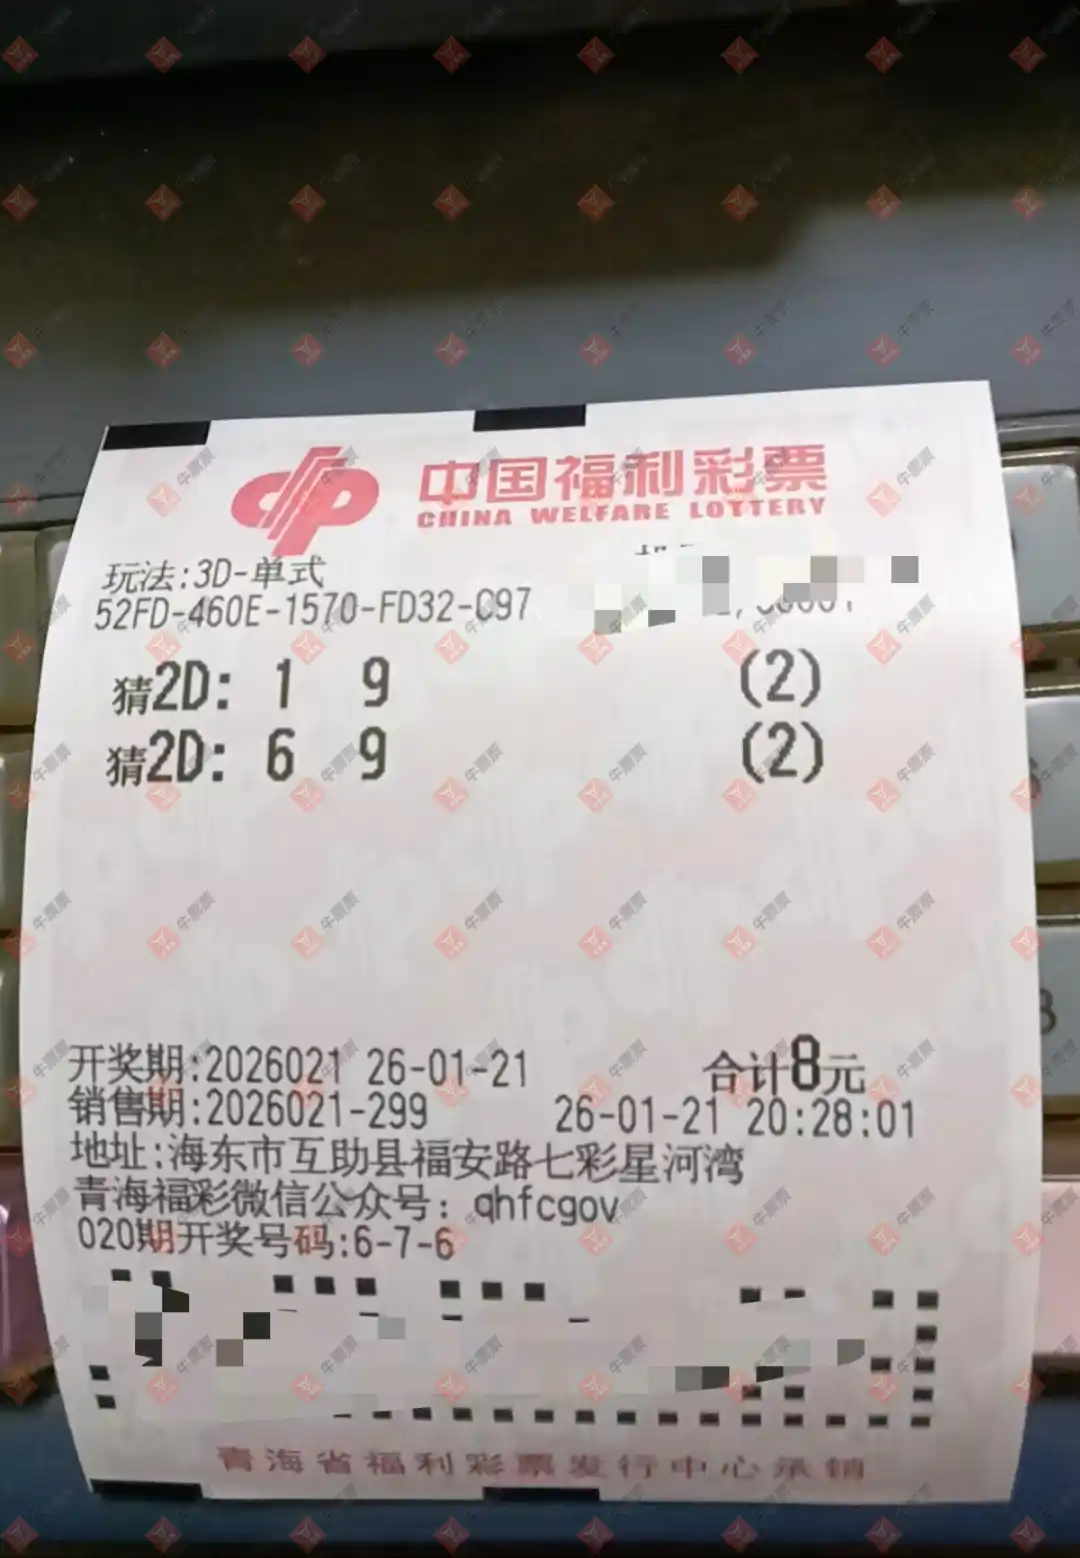 中国福利彩票
CHINA WELFARE LOTTERY
玩法:3D-单式
52FD-460E-1570-FD32-C97
猜2D: 1 9 (2)
猜2D: 6 9 (2)
开奖期:2026021 26-01-21 合计8元
销售期:2026021-299 26-01-21 20:28:01
地址:海东市互助县福安路七彩星河湾
青海福彩微信公众号: qhfcgov
020期开奖号码:6-7-6
青海省福利彩票发行中心承销
牛票票